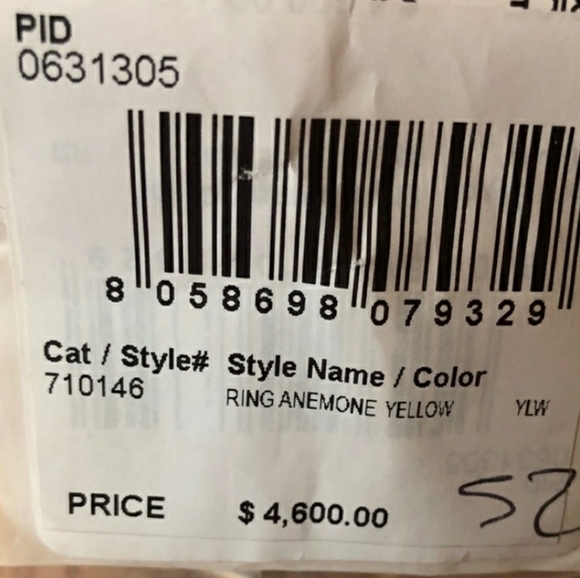 PID
0631305
8 058698 079329
Cat / Style# Style Name / Color
710146 RING ANEMONE YELLOW YLW
PRICE $ 4,600.00